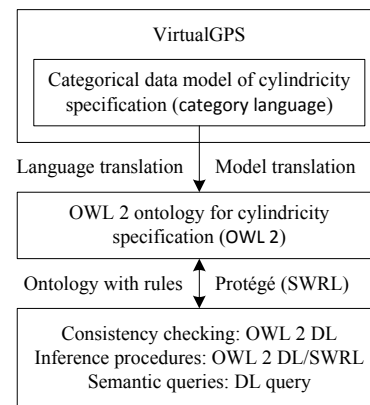 VirtualGPS
Categorical data model of cylindricity
specification (category language)
Language translation Model translation
OWL 2 ontology for cylindricity
specification (OWL 2)
Ontology with rules Protégé (SWRL)
Consistency checking: OWL 2 DL
Inference procedures: OWL 2 DL/SWRL
Semantic queries: DL query